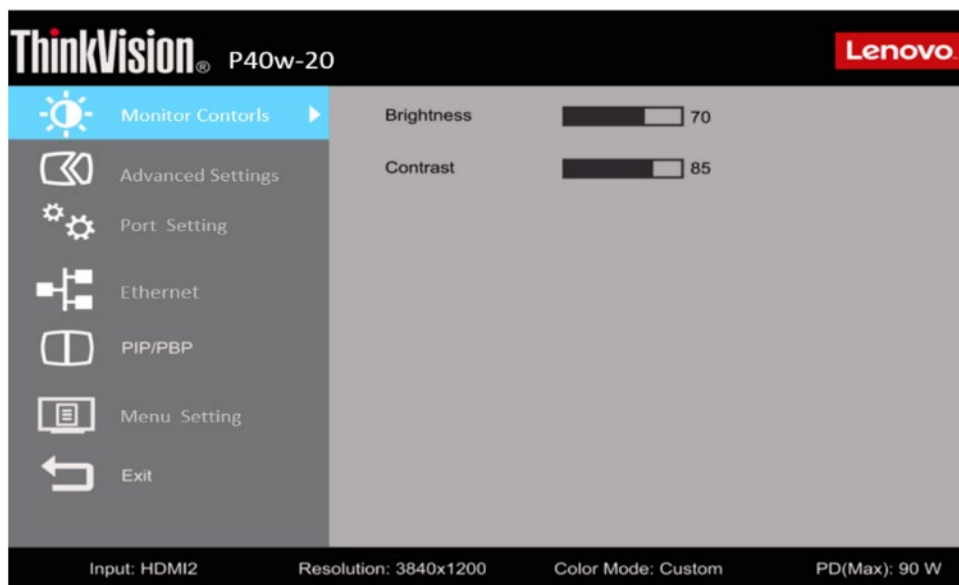 ThinkVision® P40w-20
Lenovo.
Monitor Contorls
Brightness 70
Contrast 85
Advanced Settings
Port Setting
Ethernet
PIP/PBP
Menu Setting
Exit
Input: HDMI2 Resolution: 3840x1200 Color Mode: Custom PD(Max): 90 W